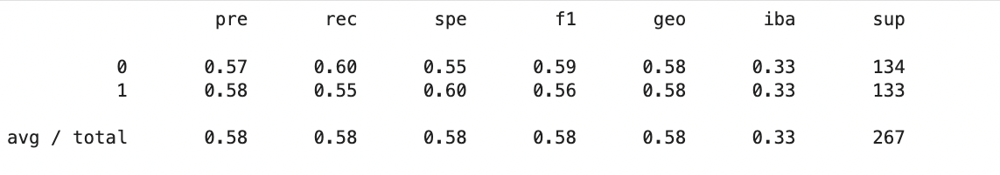 pre rec spe f1 geo iba sup
0 0.57 0.60 0.55 0.59 0.58 0.33 134
1 0.58 0.55 0.60 0.56 0.58 0.33 133
avg / total 0.58 0.58 0.58 0.58 0.58 0.33 267